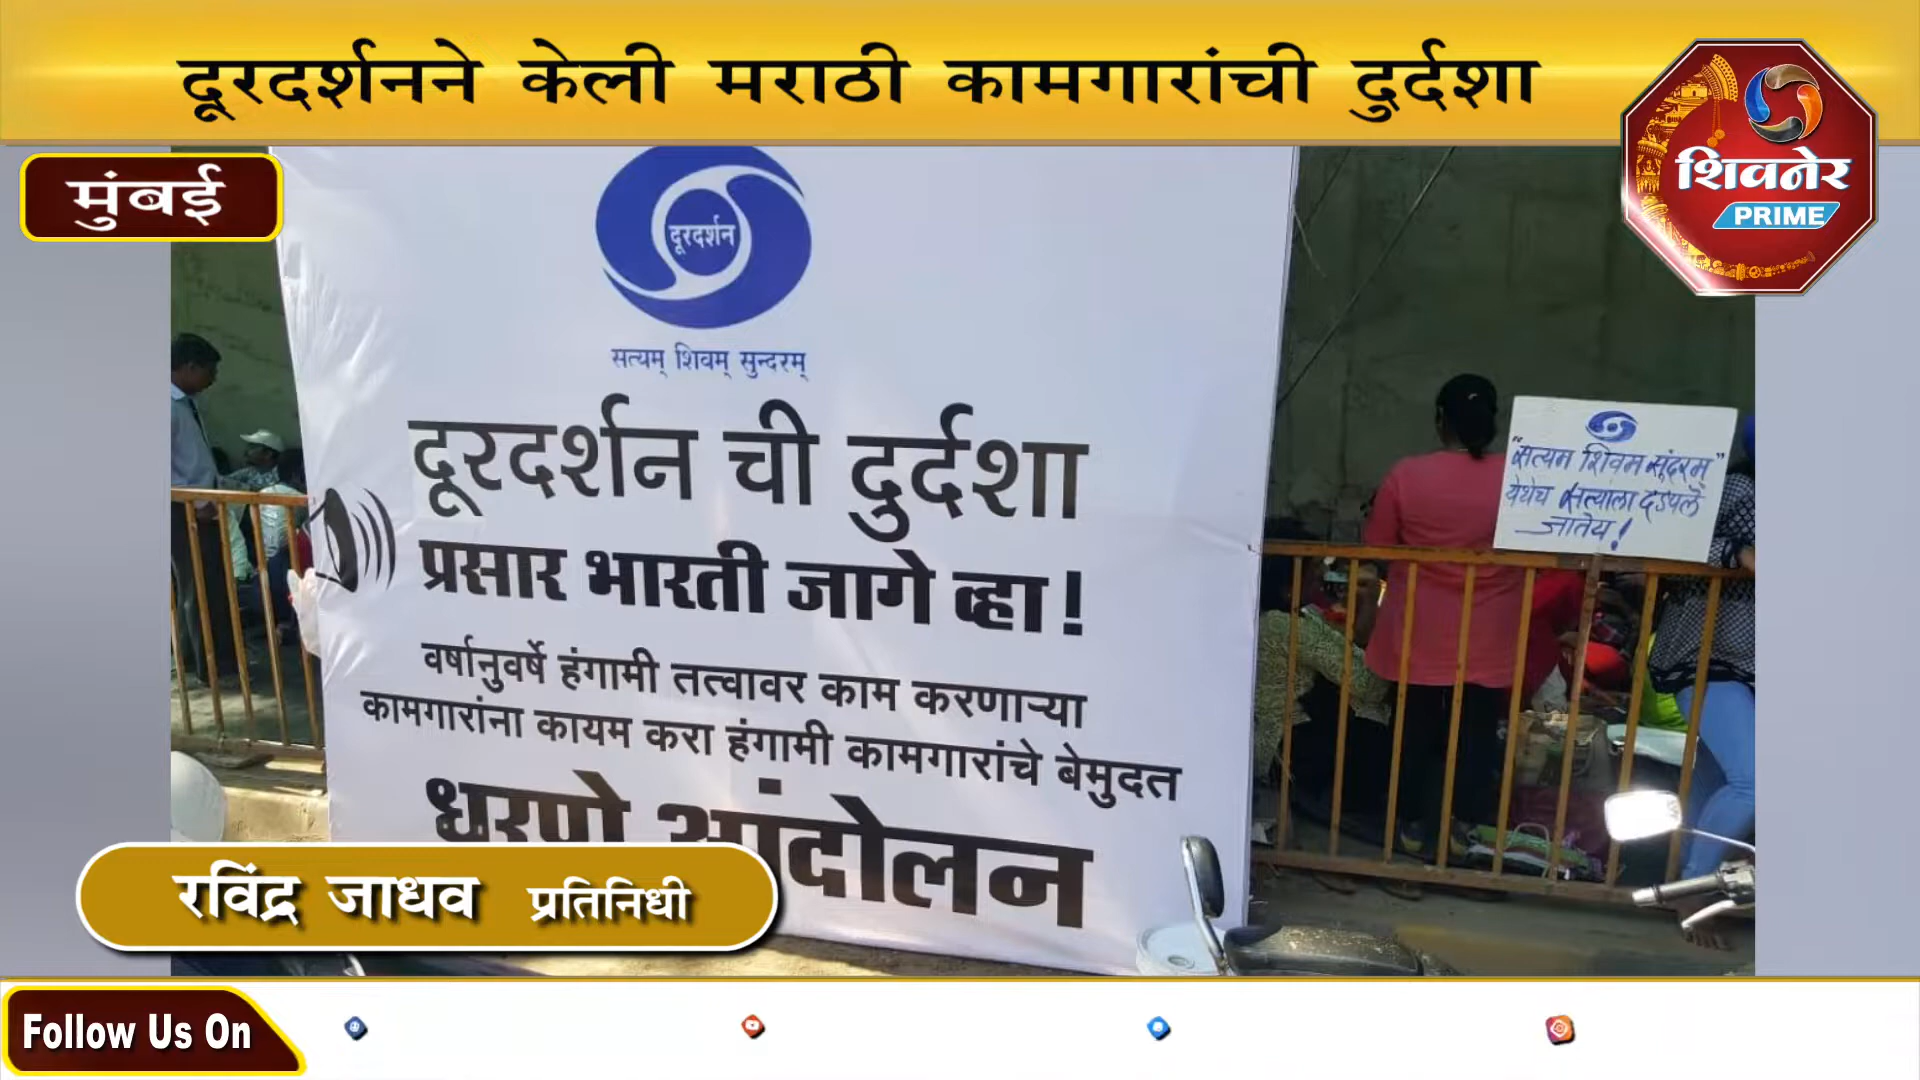 दूरदर्शनने केली मराठी कामगारांची दुर्दशा
मुंबई
शिवनेर
PRIME
दूरदर्शन
सत्यम् शिवम् सुन्दरम्
दूरदर्शन ची दुर्दशा
प्रसार भारती जागे व्हा!
वर्षानुवर्षे हंगामी तत्वावर काम करणाऱ्या
कामगारांना कायम करा हंगामी कामगारांचे बेमुदत
धरणे आंदोलन
"सत्यम शिवम सुंदरम्"
येथेच सत्याला दडपले
जातेय!
रविंद्र जाधव प्रतिनिधी
Follow Us On